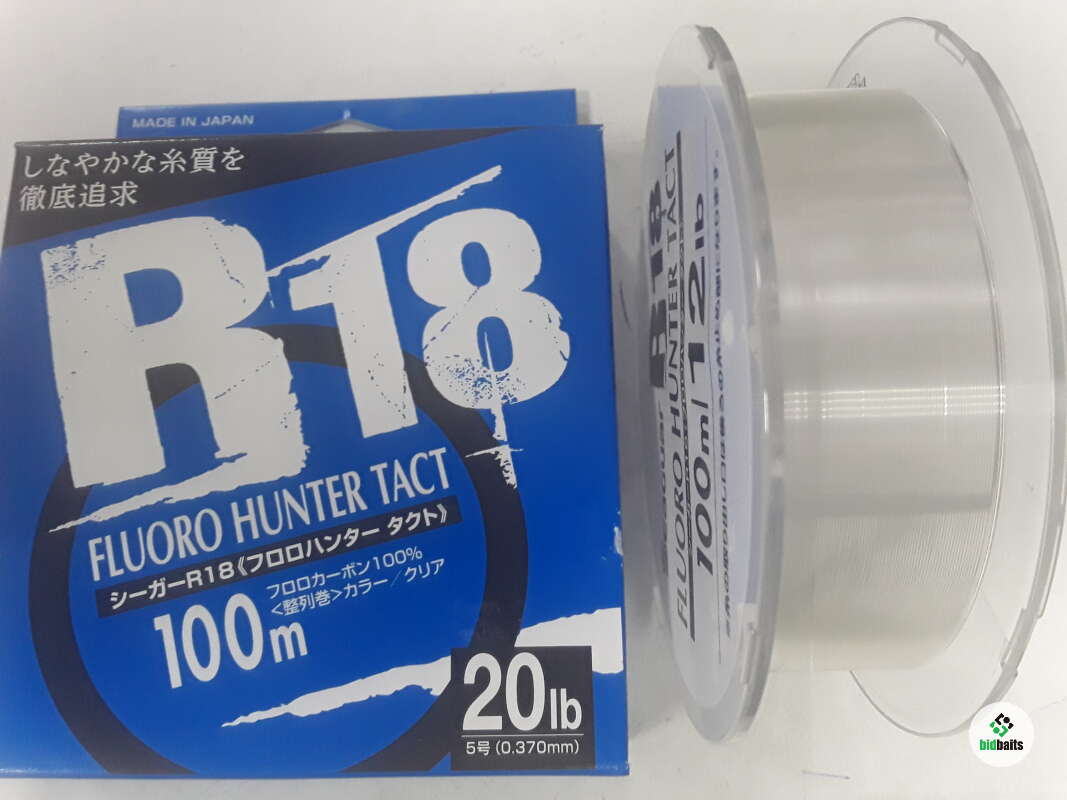 MADE IN JAPAN
しなやかな糸質を
徹底追求
R18
FLUORO HUNTER TACT
シーガーR18《フロロハンター タクト》
100m
フロロカーボン100%
<整列巻>カラー/クリア
20lb
5号(0.370mm)
R18
FLUORO HUNTER TACT
100m 12lb
bidbaits